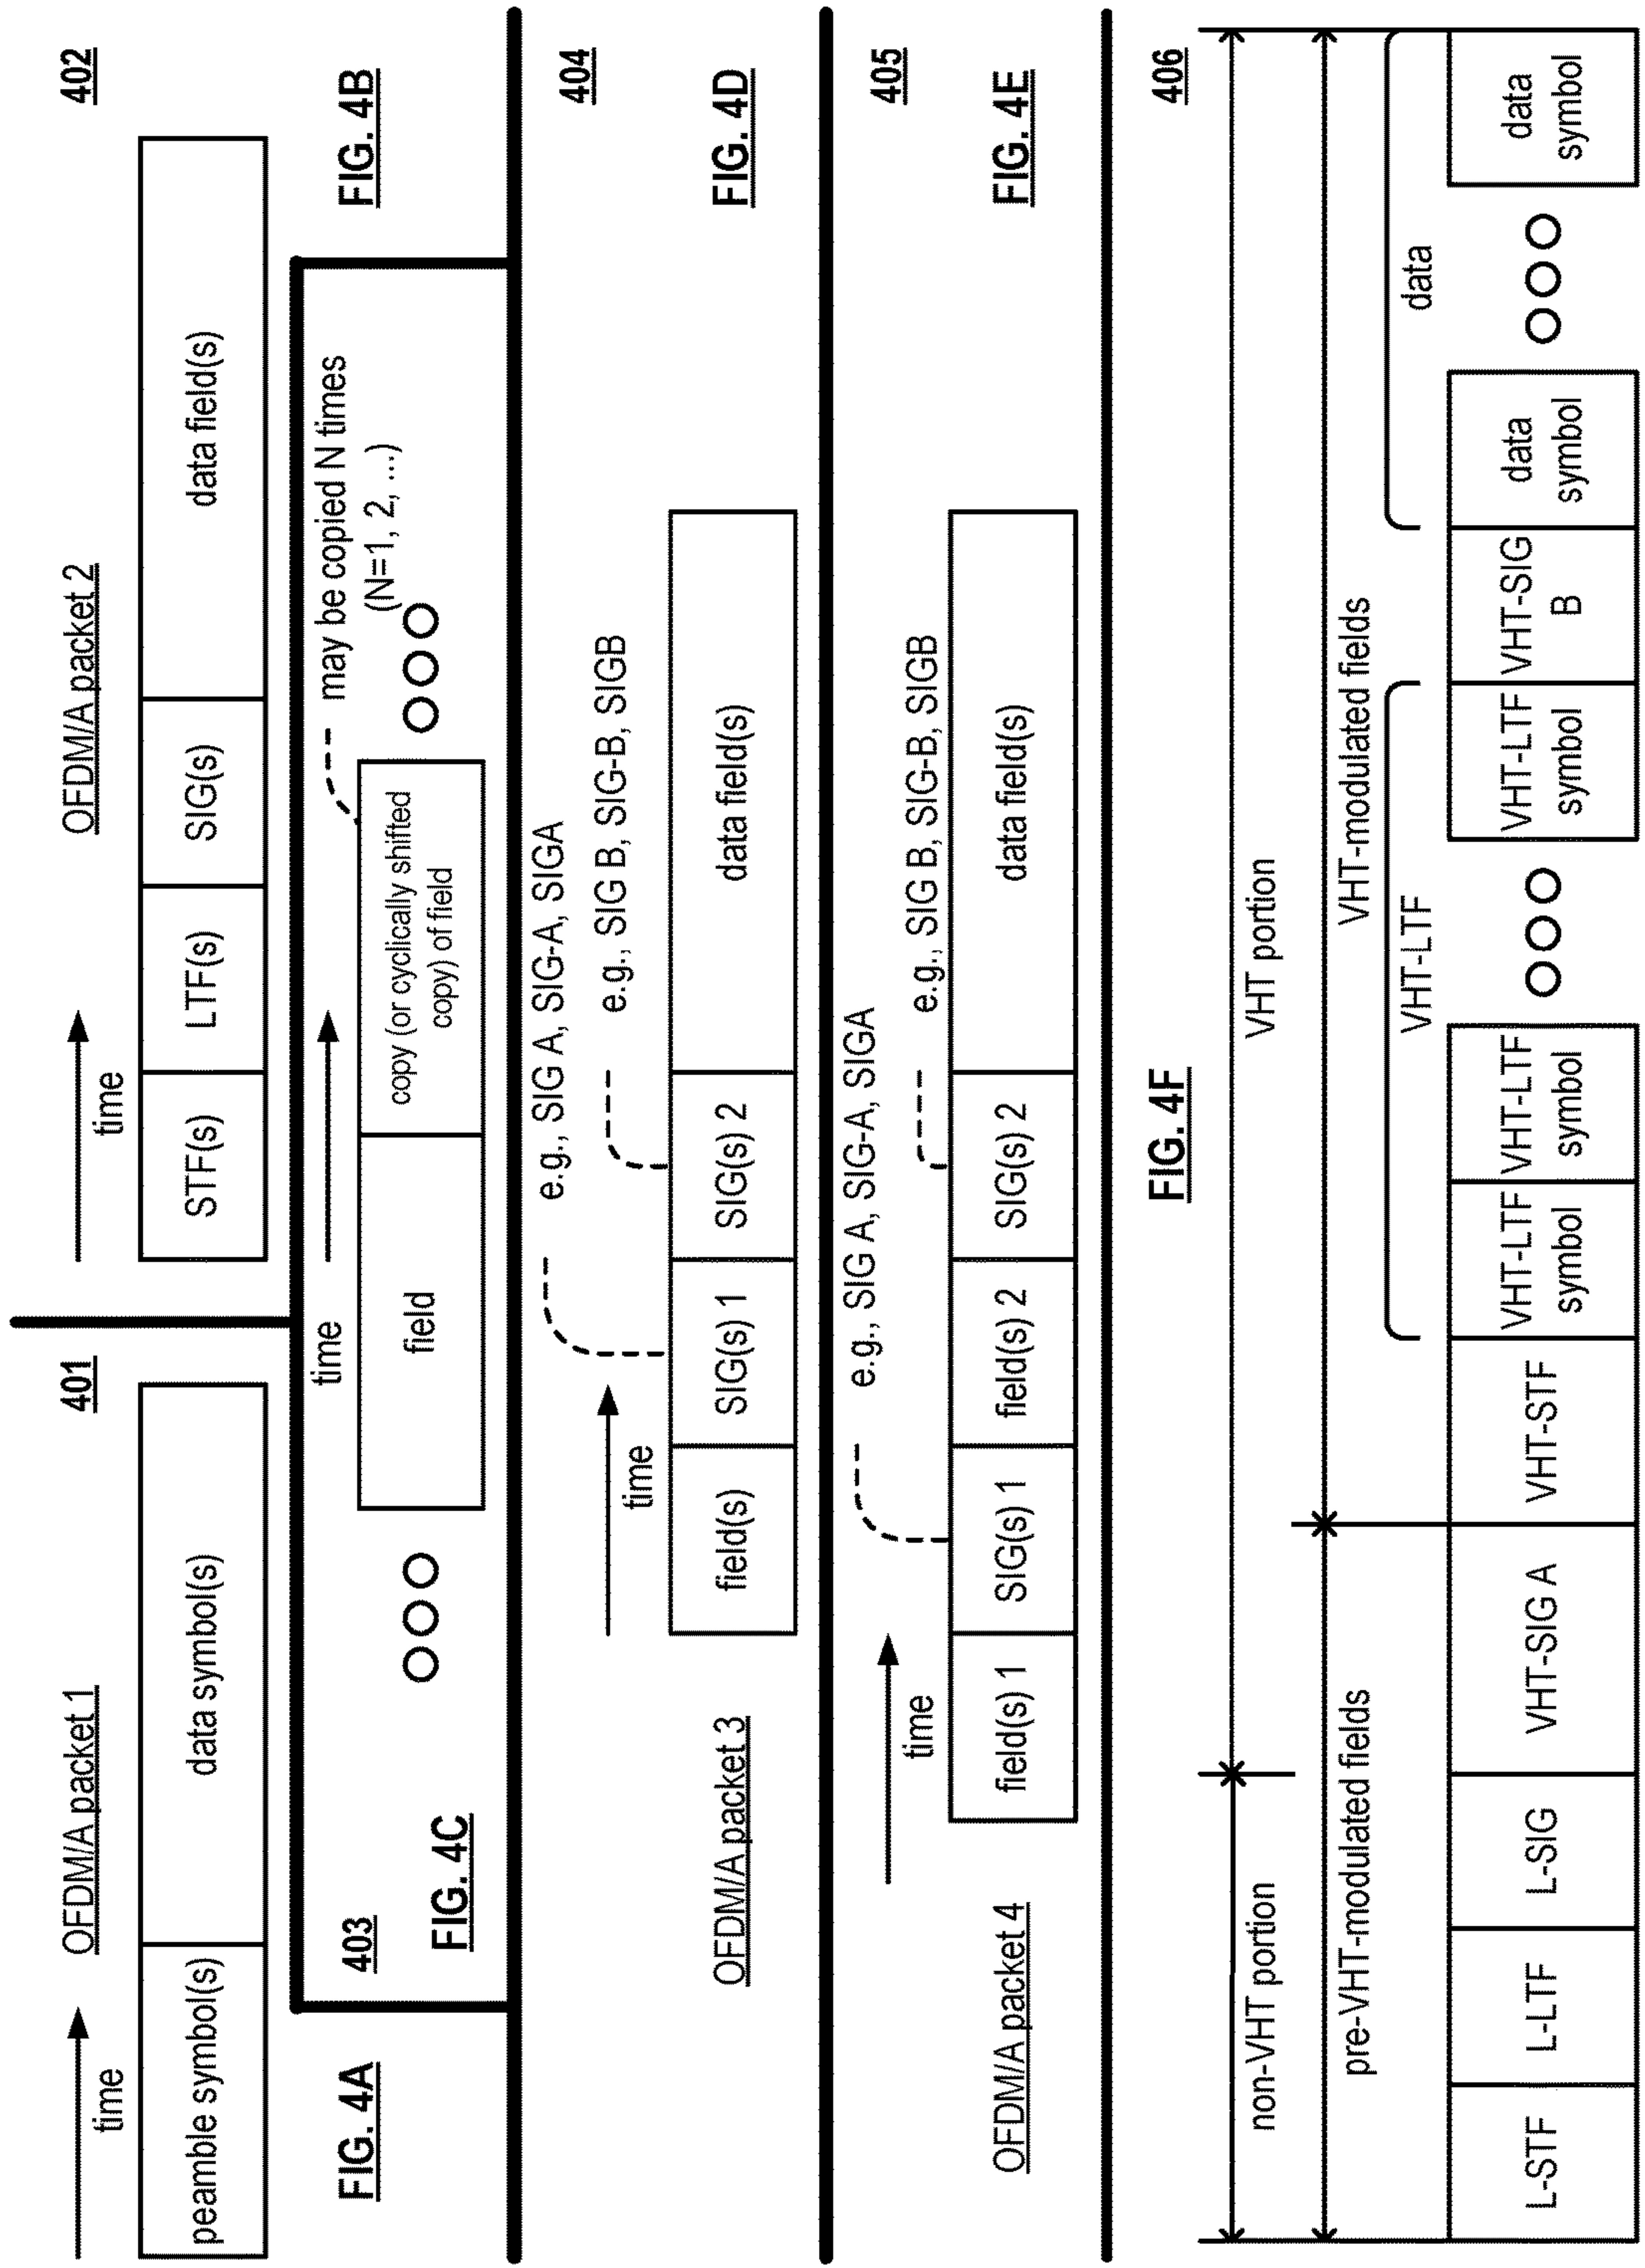 OFDM/A packet 1
401
time
peamble symbol(s)
data symbol(s)
FIG. 4A
OFDM/A packet 2
402
time
STF(s)
LTF(s)
SIG(s)
data field(s)
FIG. 4B
403
time
may be copied N times
(N=1, 2, ...)
field
copy (or cyclically shifted
copy) of field
FIG. 4C
e.g., SIG A, SIG-A, SIGA
404
e.g., SIG B, SIG-B, SIGB
time
OFDM/A packet 3
field(s)
SIG(s) 1
SIG(s) 2
data field(s)
FIG. 4D
e.g., SIG A, SIG-A, SIGA
405
e.g., SIG B, SIG-B, SIGB
time
OFDM/A packet 4
field(s) 1
SIG(s) 1
field(s) 2
SIG(s) 2
data field(s)
FIG. 4E
FIG. 4F
406
non-VHT portion
VHT portion
pre-VHT-modulated fields
VHT-modulated fields
VHT-LTF
data
L-STF
L-LTF
L-SIG
VHT-SIG A
VHT-STF
VHT-LTF
symbol
VHT-LTF
symbol
VHT-LTF
symbol
VHT-SIG
B
data
symbol
data
symbol